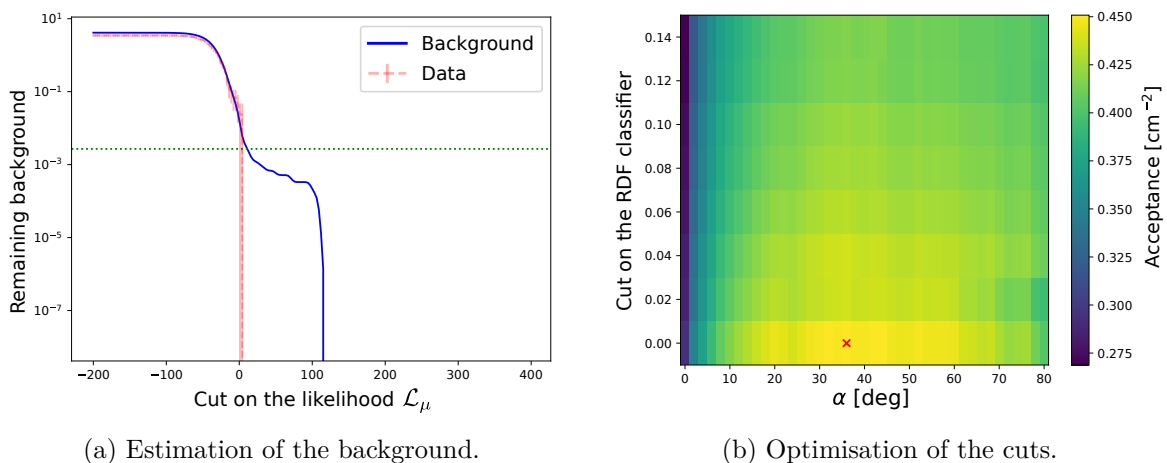 10^1
10^{-1}
10^{-3}
10^{-5}
10^{-7}
Remaining background
Background
Data
−200 −100 0 100 200 300 400
Cut on the likelihood ℒ_μ
(a) Estimation of the background.
0.14
0.12
0.10
0.08
0.06
0.04
0.02
0.00
Cut on the RDF classifier
0 10 20 30 40 50 60 70 80
α [deg]
0.450
0.425
0.400
0.375
0.350
0.325
0.300
0.275
Acceptance [cm^{−2}]
(b) Optimisation of the cuts.